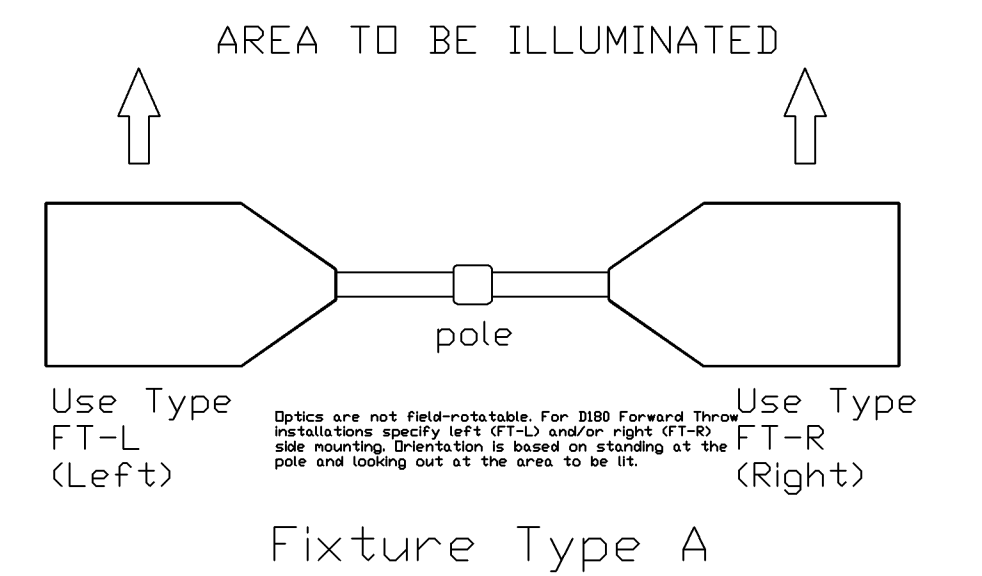 AREA TO BE ILLUMINATED
pole
Use Type
FT-L
(Left)
Optics are not field-rotatable. For D180 Forward Throw
installations specify left (FT-L) and/or right (FT-R)
side mounting. Orientation is based on standing at the
pole and looking out at the area to be lit.
Use Type
FT-R
(Right)
Fixture Type A